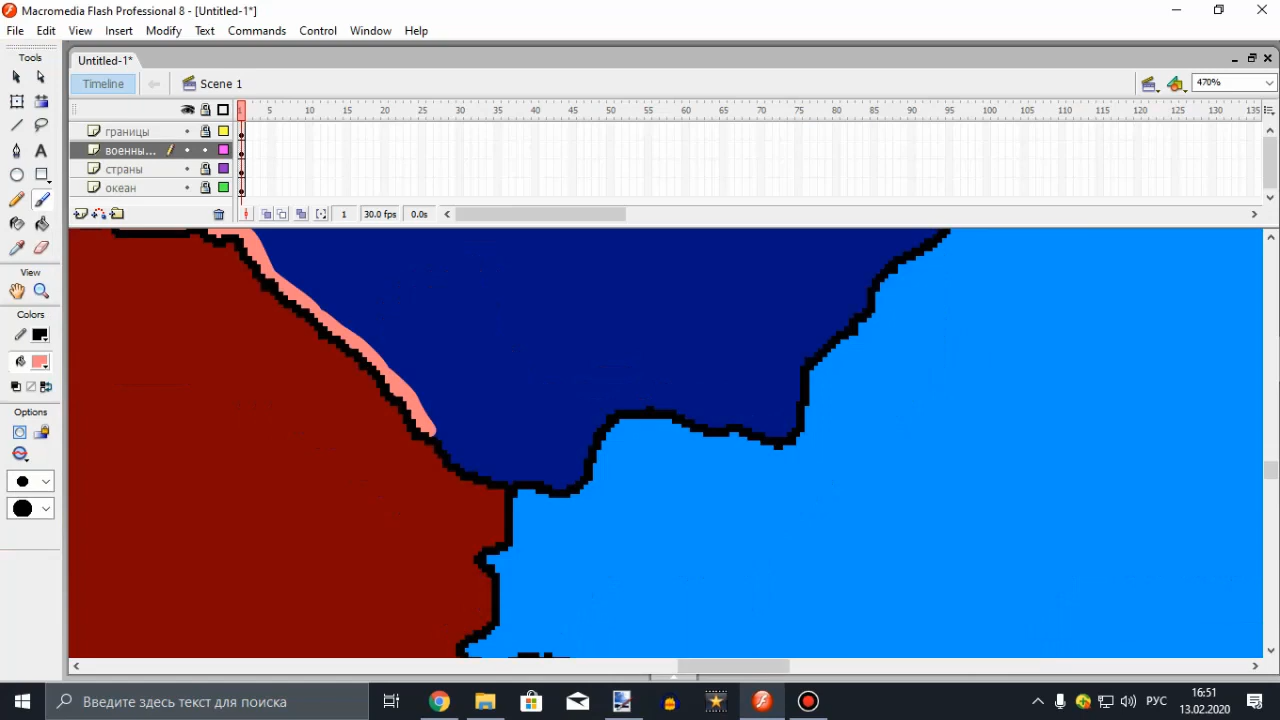 Macromedia Flash Professional 8 - [Untitled-1*]
File Edit View Insert Modify Text Commands Control Window Help
Tools
Untitled-1*
Timeline
Scene 1
470%
5 10 15 20 25 30 35 40 45 50 55 60 65 70 75 80 85 90 95 100 105 110 115 120 125 130 135
границы
военны...
страны
океан
1 30.0 fps 0.0s
View
Colors
Options
Введите здесь текст для поиска
РУС
16:51
13.02.2020